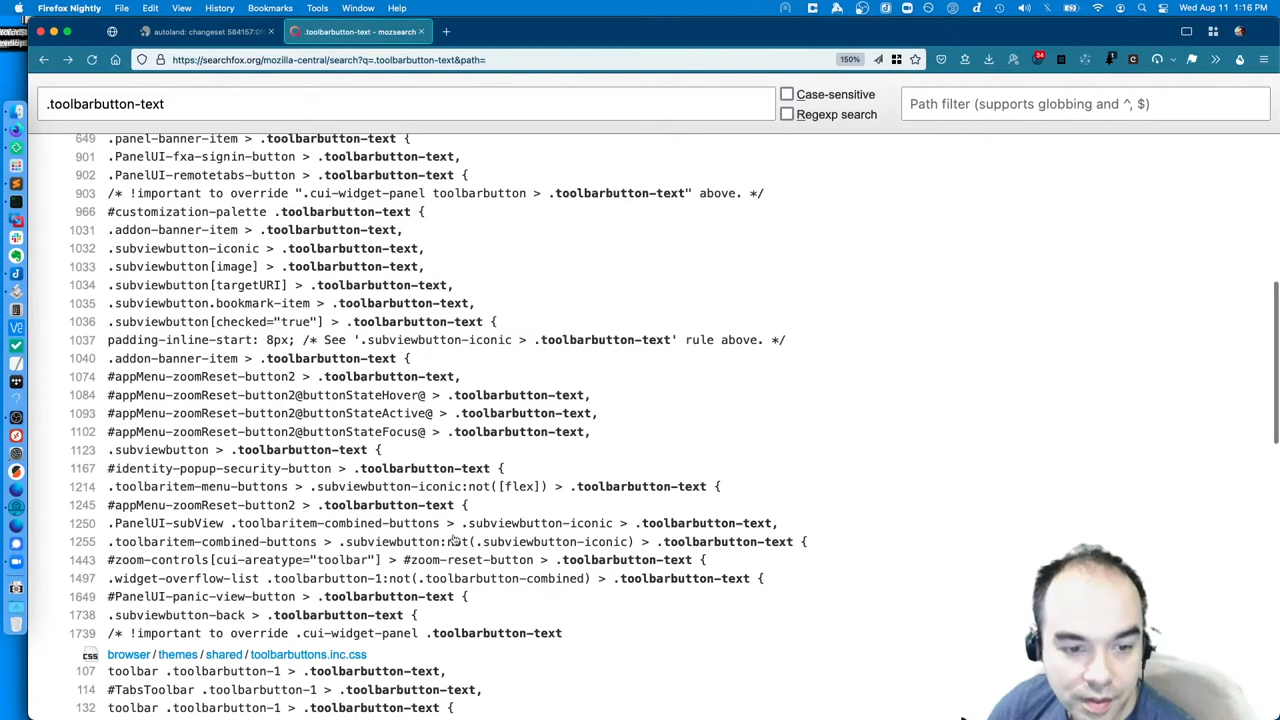 Firefox Nightly File Edit View History Bookmarks Tools Window Help Wed Aug 11 1:16 PM
autoland: changeset 584157:0f .toolbarbutton-text - mozsearch
https://searchfox.org/mozilla-central/search?q=.toolbarbutton-text&path= 150% 34 1
.toolbarbutton-text Case-sensitive Regexp search Path filter (supports globbing and ^, $)
649 .panel-banner-item > .toolbarbutton-text {
901 .PanelUI-fxa-signin-button > .toolbarbutton-text,
902 .PanelUI-remotetabs-button > .toolbarbutton-text {
903 /* !important to override ".cui-widget-panel toolbarbutton > .toolbarbutton-text" above. */
966 #customization-palette .toolbarbutton-text {
1031 .addon-banner-item > .toolbarbutton-text,
1032 .subviewbutton-iconic > .toolbarbutton-text,
1033 .subviewbutton[image] > .toolbarbutton-text,
1034 .subviewbutton[targetURI] > .toolbarbutton-text,
1035 .subviewbutton.bookmark-item > .toolbarbutton-text,
1036 .subviewbutton[checked="true"] > .toolbarbutton-text {
1037 padding-inline-start: 8px; /* See '.subviewbutton-iconic > .toolbarbutton-text' rule above. */
1040 .addon-banner-item > .toolbarbutton-text {
1074 #appMenu-zoomReset-button2 > .toolbarbutton-text,
1084 #appMenu-zoomReset-button2@buttonStateHover@ > .toolbarbutton-text,
1093 #appMenu-zoomReset-button2@buttonStateActive@ > .toolbarbutton-text,
1102 #appMenu-zoomReset-button2@buttonStateFocus@ > .toolbarbutton-text,
1123 .subviewbutton > .toolbarbutton-text {
1167 #identity-popup-security-button > .toolbarbutton-text {
1214 .toolbaritem-menu-buttons > .subviewbutton-iconic:not([flex]) > .toolbarbutton-text {
1245 #appMenu-zoomReset-button2 > .toolbarbutton-text {
1250 .PanelUI-subView .toolbaritem-combined-buttons > .subviewbutton-iconic > .toolbarbutton-text,
1255 .toolbaritem-combined-buttons > .subviewbutton:not(.subviewbutton-iconic) > .toolbarbutton-text {
1443 #zoom-controls[cui-areatype="toolbar"] > #zoom-reset-button > .toolbarbutton-text {
1497 .widget-overflow-list .toolbarbutton-1:not(.toolbarbutton-combined) > .toolbarbutton-text {
1649 #PanelUI-panic-view-button > .toolbarbutton-text {
1738 .subviewbutton-back > .toolbarbutton-text {
1739 /* !important to override .cui-widget-panel .toolbarbutton-text
css browser / themes / shared / toolbarbuttons.inc.css
107 toolbar .toolbarbutton-1 > .toolbarbutton-text,
114 #TabsToolbar .toolbarbutton-1 > .toolbarbutton-text,
132 toolbar .toolbarbutton-1 > .toolbarbutton-text {